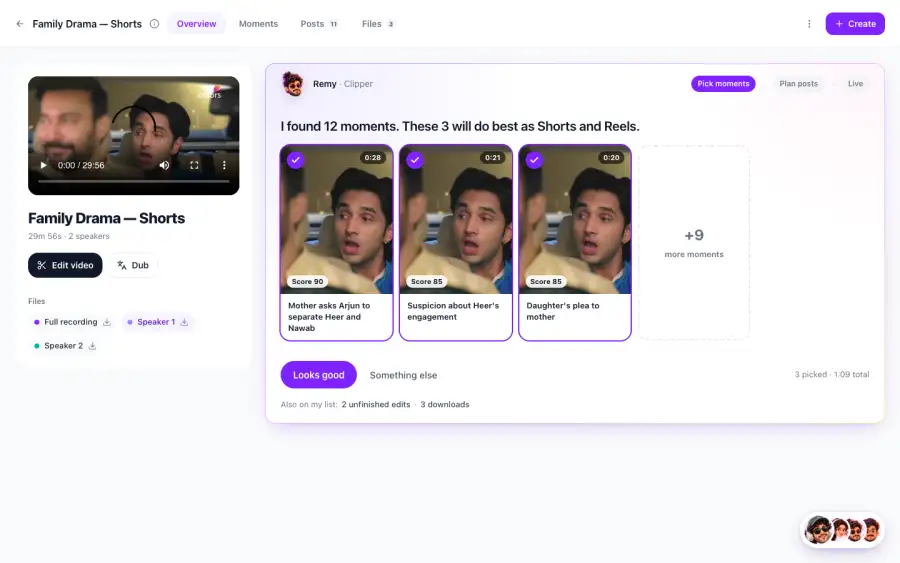 Family Drama — Shorts
Overview
Moments
Posts 11
Files 3
Create
0:00 / 29:56
Family Drama — Shorts
29m 56s · 2 speakers
Edit video
Dub
Files
Full recording
Speaker 1
Speaker 2
Remy · Clipper
Pick moments
Plan posts
Live
I found 12 moments. These 3 will do best as Shorts and Reels.
0:28
Score 90
Mother asks Arjun to
separate Heer and
Nawab
0:21
Score 85
Suspicion about Heer's
engagement
0:20
Score 85
Daughter's plea to
mother
+9
more moments
Looks good
Something else
3 picked · 1:09 total
Also on my list: 2 unfinished edits · 3 downloads